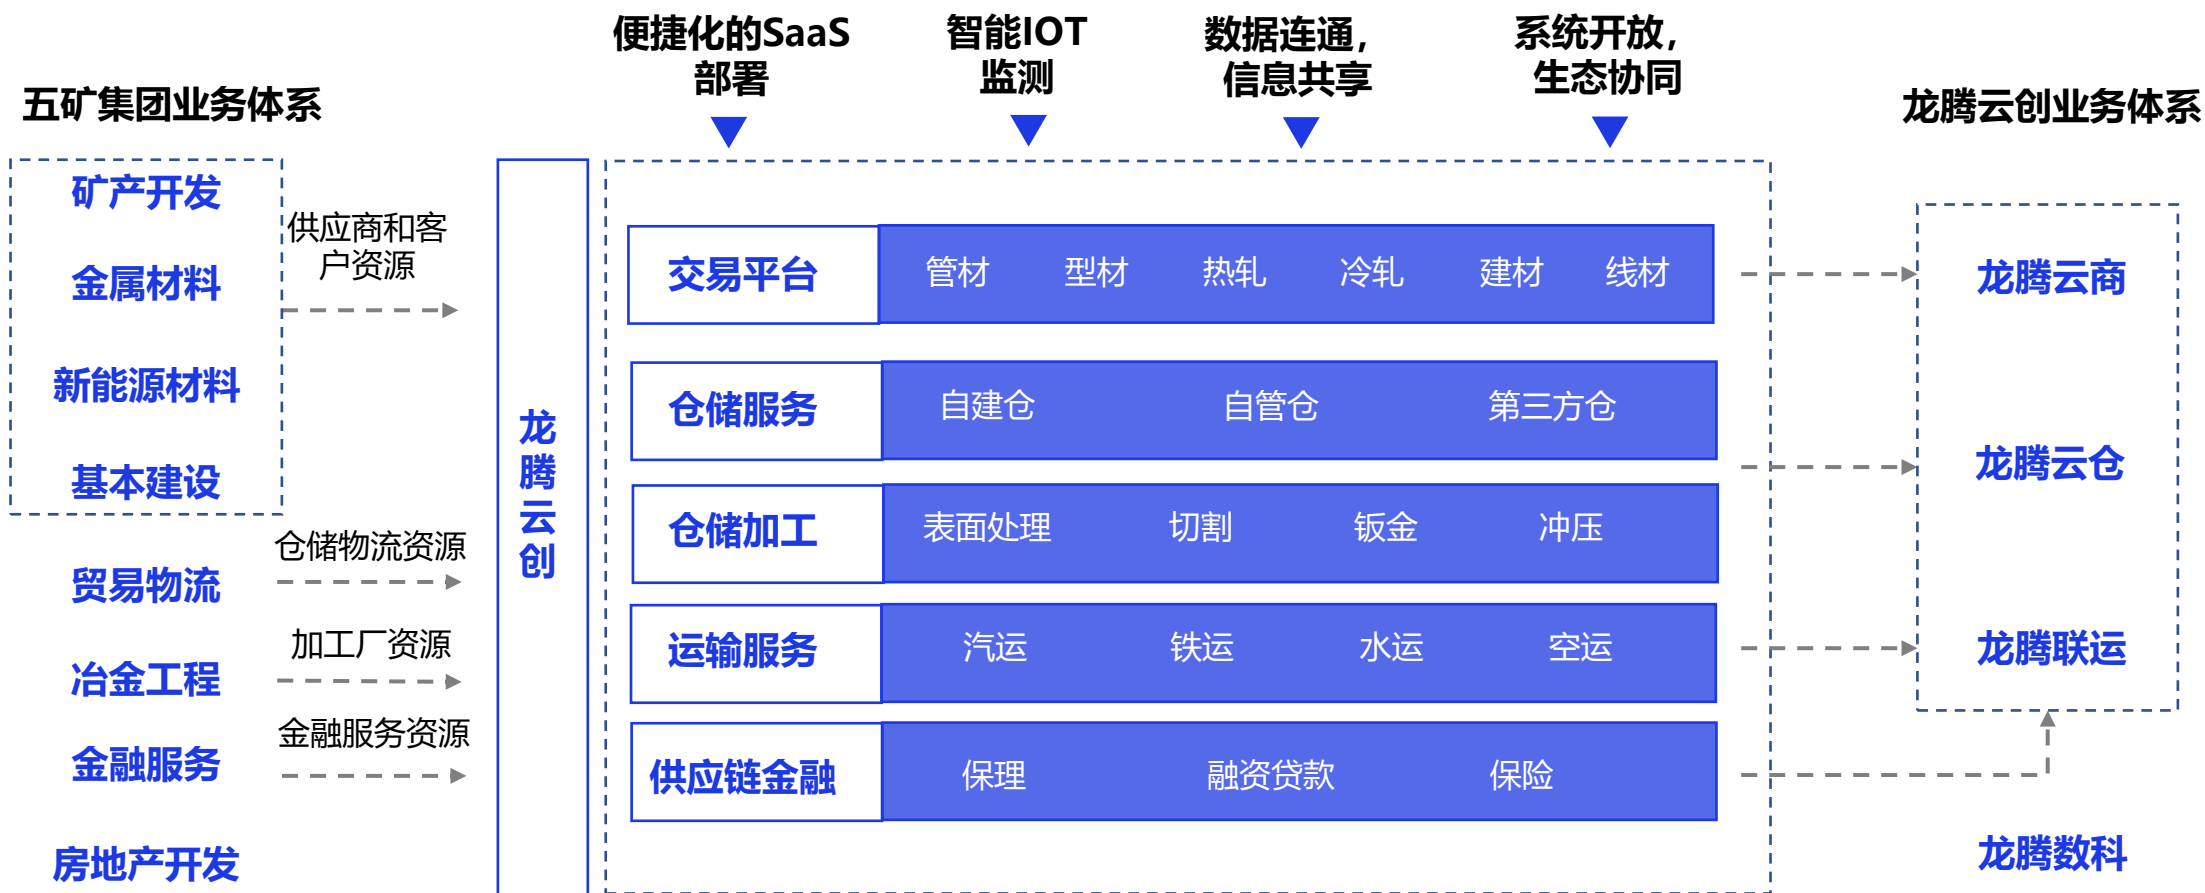 便捷化的SaaS
部署
智能IOT
监测
数据连通，
信息共享
系统开放，
生态协同
五矿集团业务体系
龙腾云创业务体系
矿产开发
金属材料
新能源材料
基本建设
贸易物流
冶金工程
金融服务
房地产开发
供应商和客
户资源
仓储物流资源
加工厂资源
金融服务资源
龙
腾
云
创
交易平台 管材 型材 热轧 冷轧 建材 线材
仓储服务 自建仓 自管仓 第三方仓
仓储加工 表面处理 切割 钣金 冲压
运输服务 汽运 铁运 水运 空运
供应链金融 保理 融资贷款 保险
龙腾云商
龙腾云仓
龙腾联运
龙腾数科